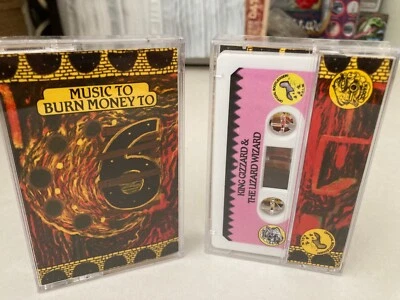 MUSIC TO
BURN MONEY TO
6
KING GIZZARD &
THE LIZARD WIZARD